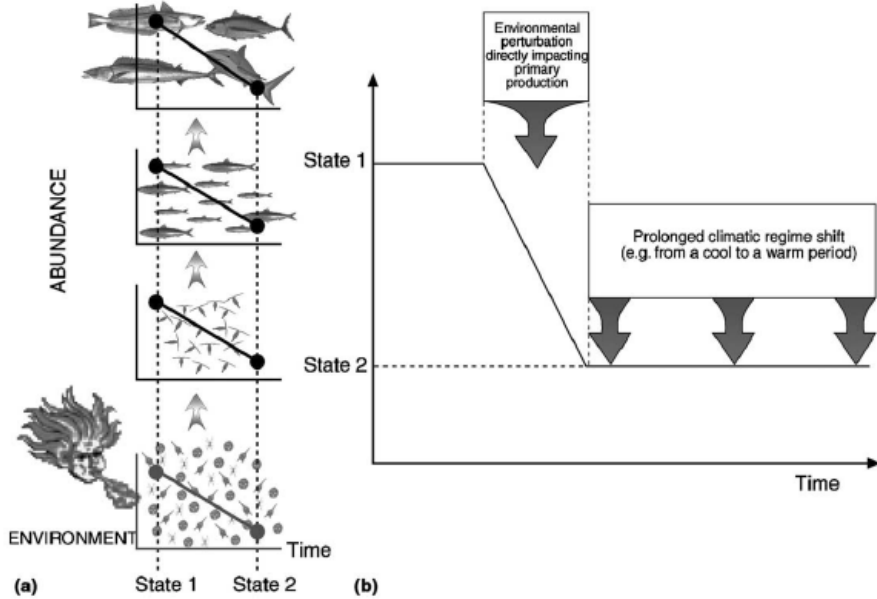 ABUNDANCE
ENVIRONMENT
Time
(a)
State 1
State 2
Environmental
perturbation
directly impacting
primary
production
State 1
Prolonged climatic regime shift
(e.g. from a cool to a warm period)
State 2
Time
(b)